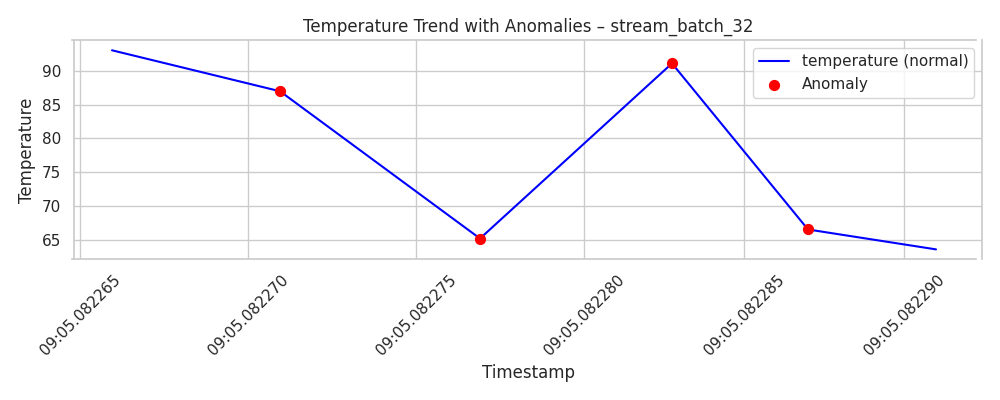 Temperature Trend with Anomalies – stream_batch_32
temperature (normal)
Anomaly
Temperature
90
85
80
75
70
65
09:05.082265
09:05.082270
09:05.082275
09:05.082280
09:05.082285
09:05.082290
Timestamp